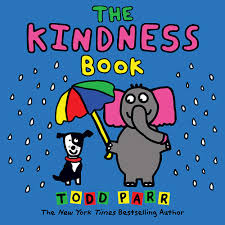 THE
KINDNESS
BOOK
TODD PARR
The New York Times Bestselling Author